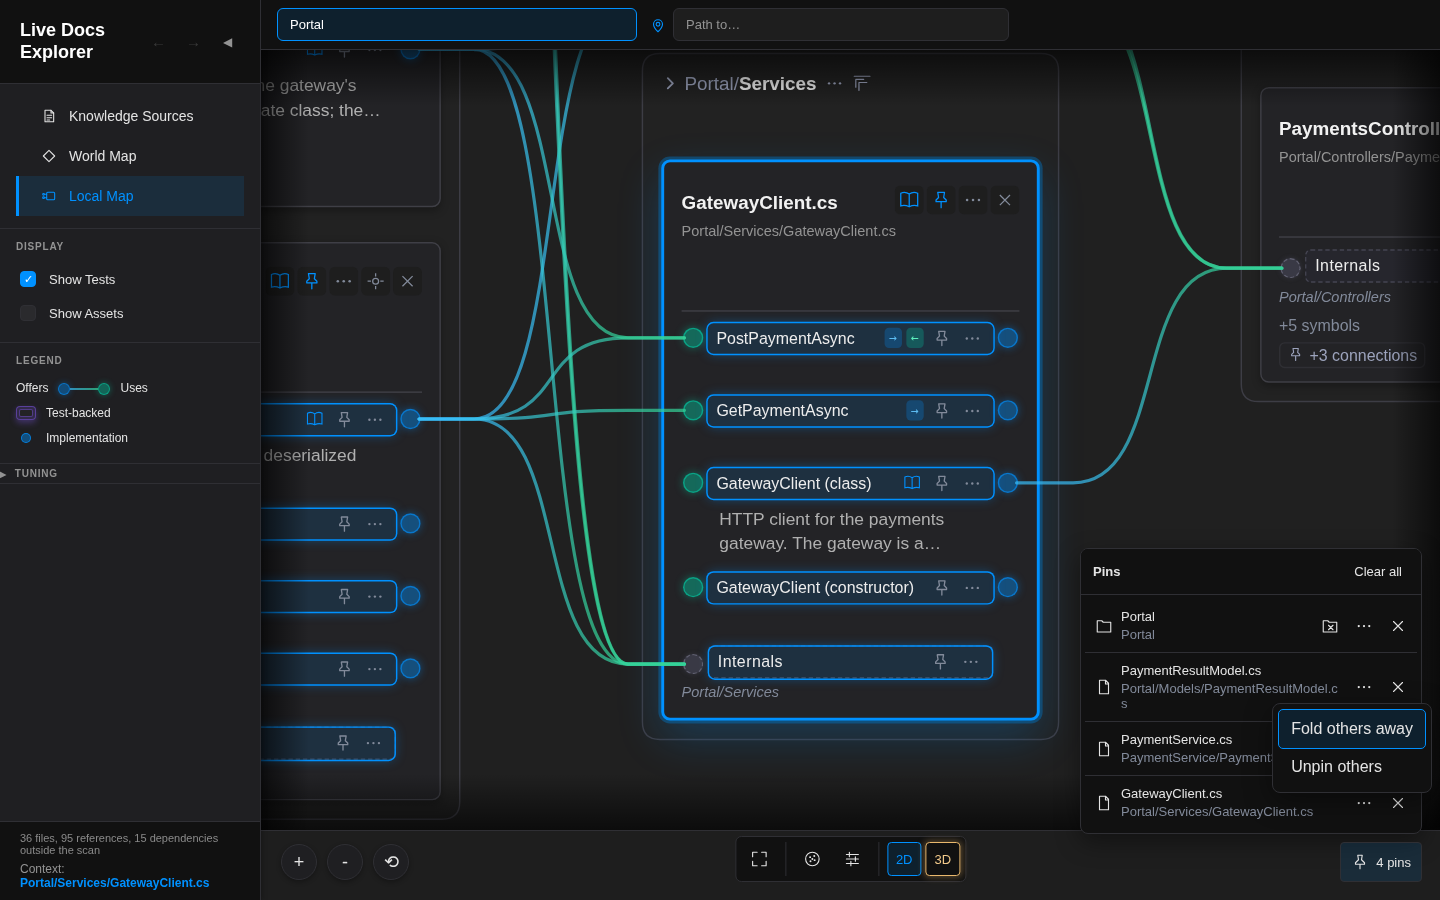 Live Docs
Explorer
Portal
Path to…
Knowledge Sources
World Map
Local Map
DISPLAY
Show Tests
Show Assets
LEGEND
Offers
Uses
Test-backed
Implementation
TUNING
36 files, 95 references, 15 dependencies
outside the scan
Context:
Portal/Services/GatewayClient.cs
gateway's
ate class; the…
deserialized
Portal/Services
GatewayClient.cs
Portal/Services/GatewayClient.cs
PostPaymentAsync
GetPaymentAsync
GatewayClient (class)
HTTP client for the payments
gateway. The gateway is a…
GatewayClient (constructor)
Internals
Portal/Services
PaymentsControll
Portal/Controllers/Payme
Internals
Portal/Controllers
+5 symbols
+3 connections
Pins
Clear all
Portal
Portal
PaymentResultModel.cs
Portal/Models/PaymentResultModel.c
s
PaymentService.cs
PaymentService/Payment
GatewayClient.cs
Portal/Services/GatewayClient.cs
Fold others away
Unpin others
+
-
2D
3D
4 pins